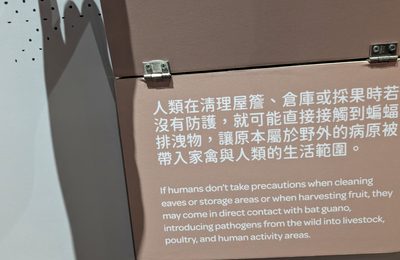 人類在清理屋簷、倉庫或採果時若
沒有防護，就可能直接接觸到蝙蝠
排洩物，讓原本屬於野外的病原被
帶入家禽與人類的生活範圍。
If humans don't take precautions when cleaning
eaves or storage areas or when harvesting fruit, they
may come in direct contact with bat guano,
introducing pathogens from the wild into livestock,
poultry, and human activity areas.